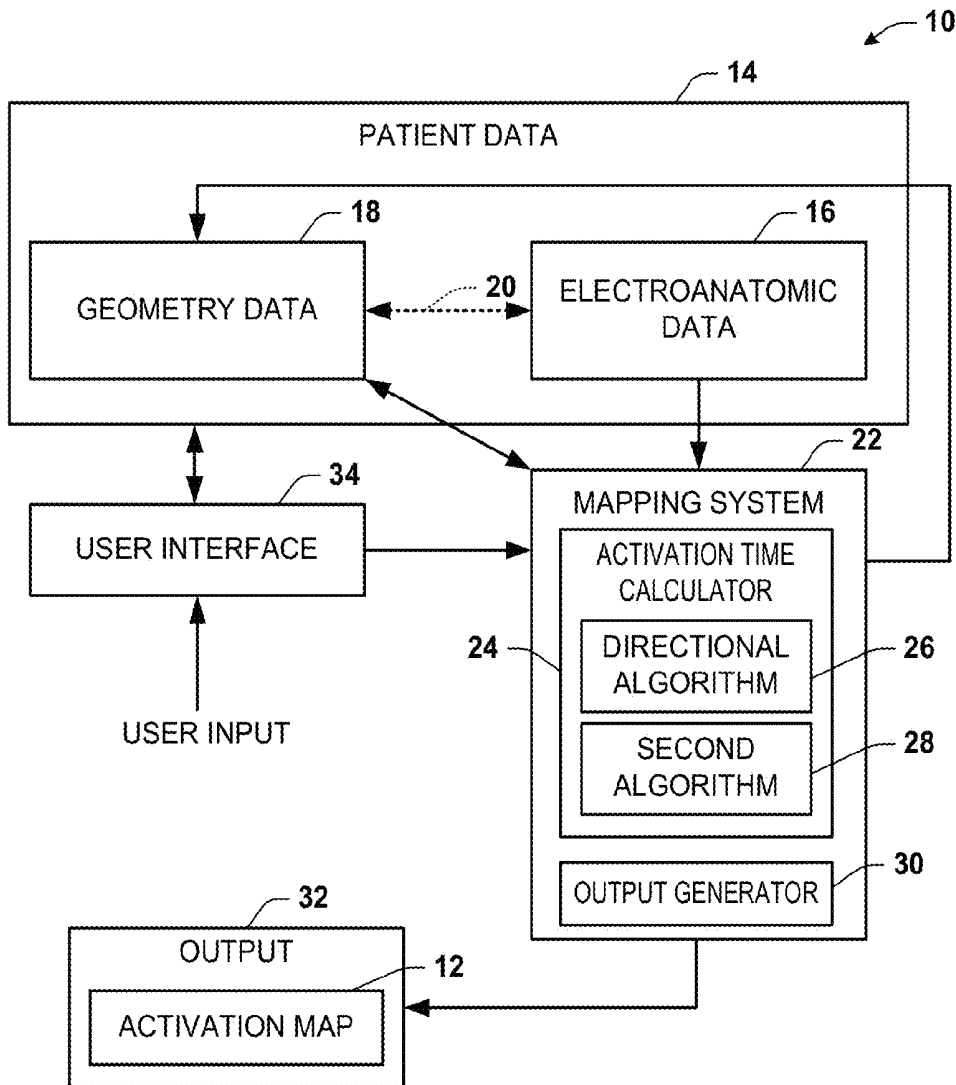 10
14
PATIENT DATA
18
16
GEOMETRY DATA
20
ELECTROANATOMIC
DATA
22
34
MAPPING SYSTEM
USER INTERFACE
ACTIVATION TIME
CALCULATOR
24
DIRECTIONAL
ALGORITHM
26
USER INPUT
SECOND
ALGORITHM
28
OUTPUT GENERATOR
30
32
OUTPUT
12
ACTIVATION MAP